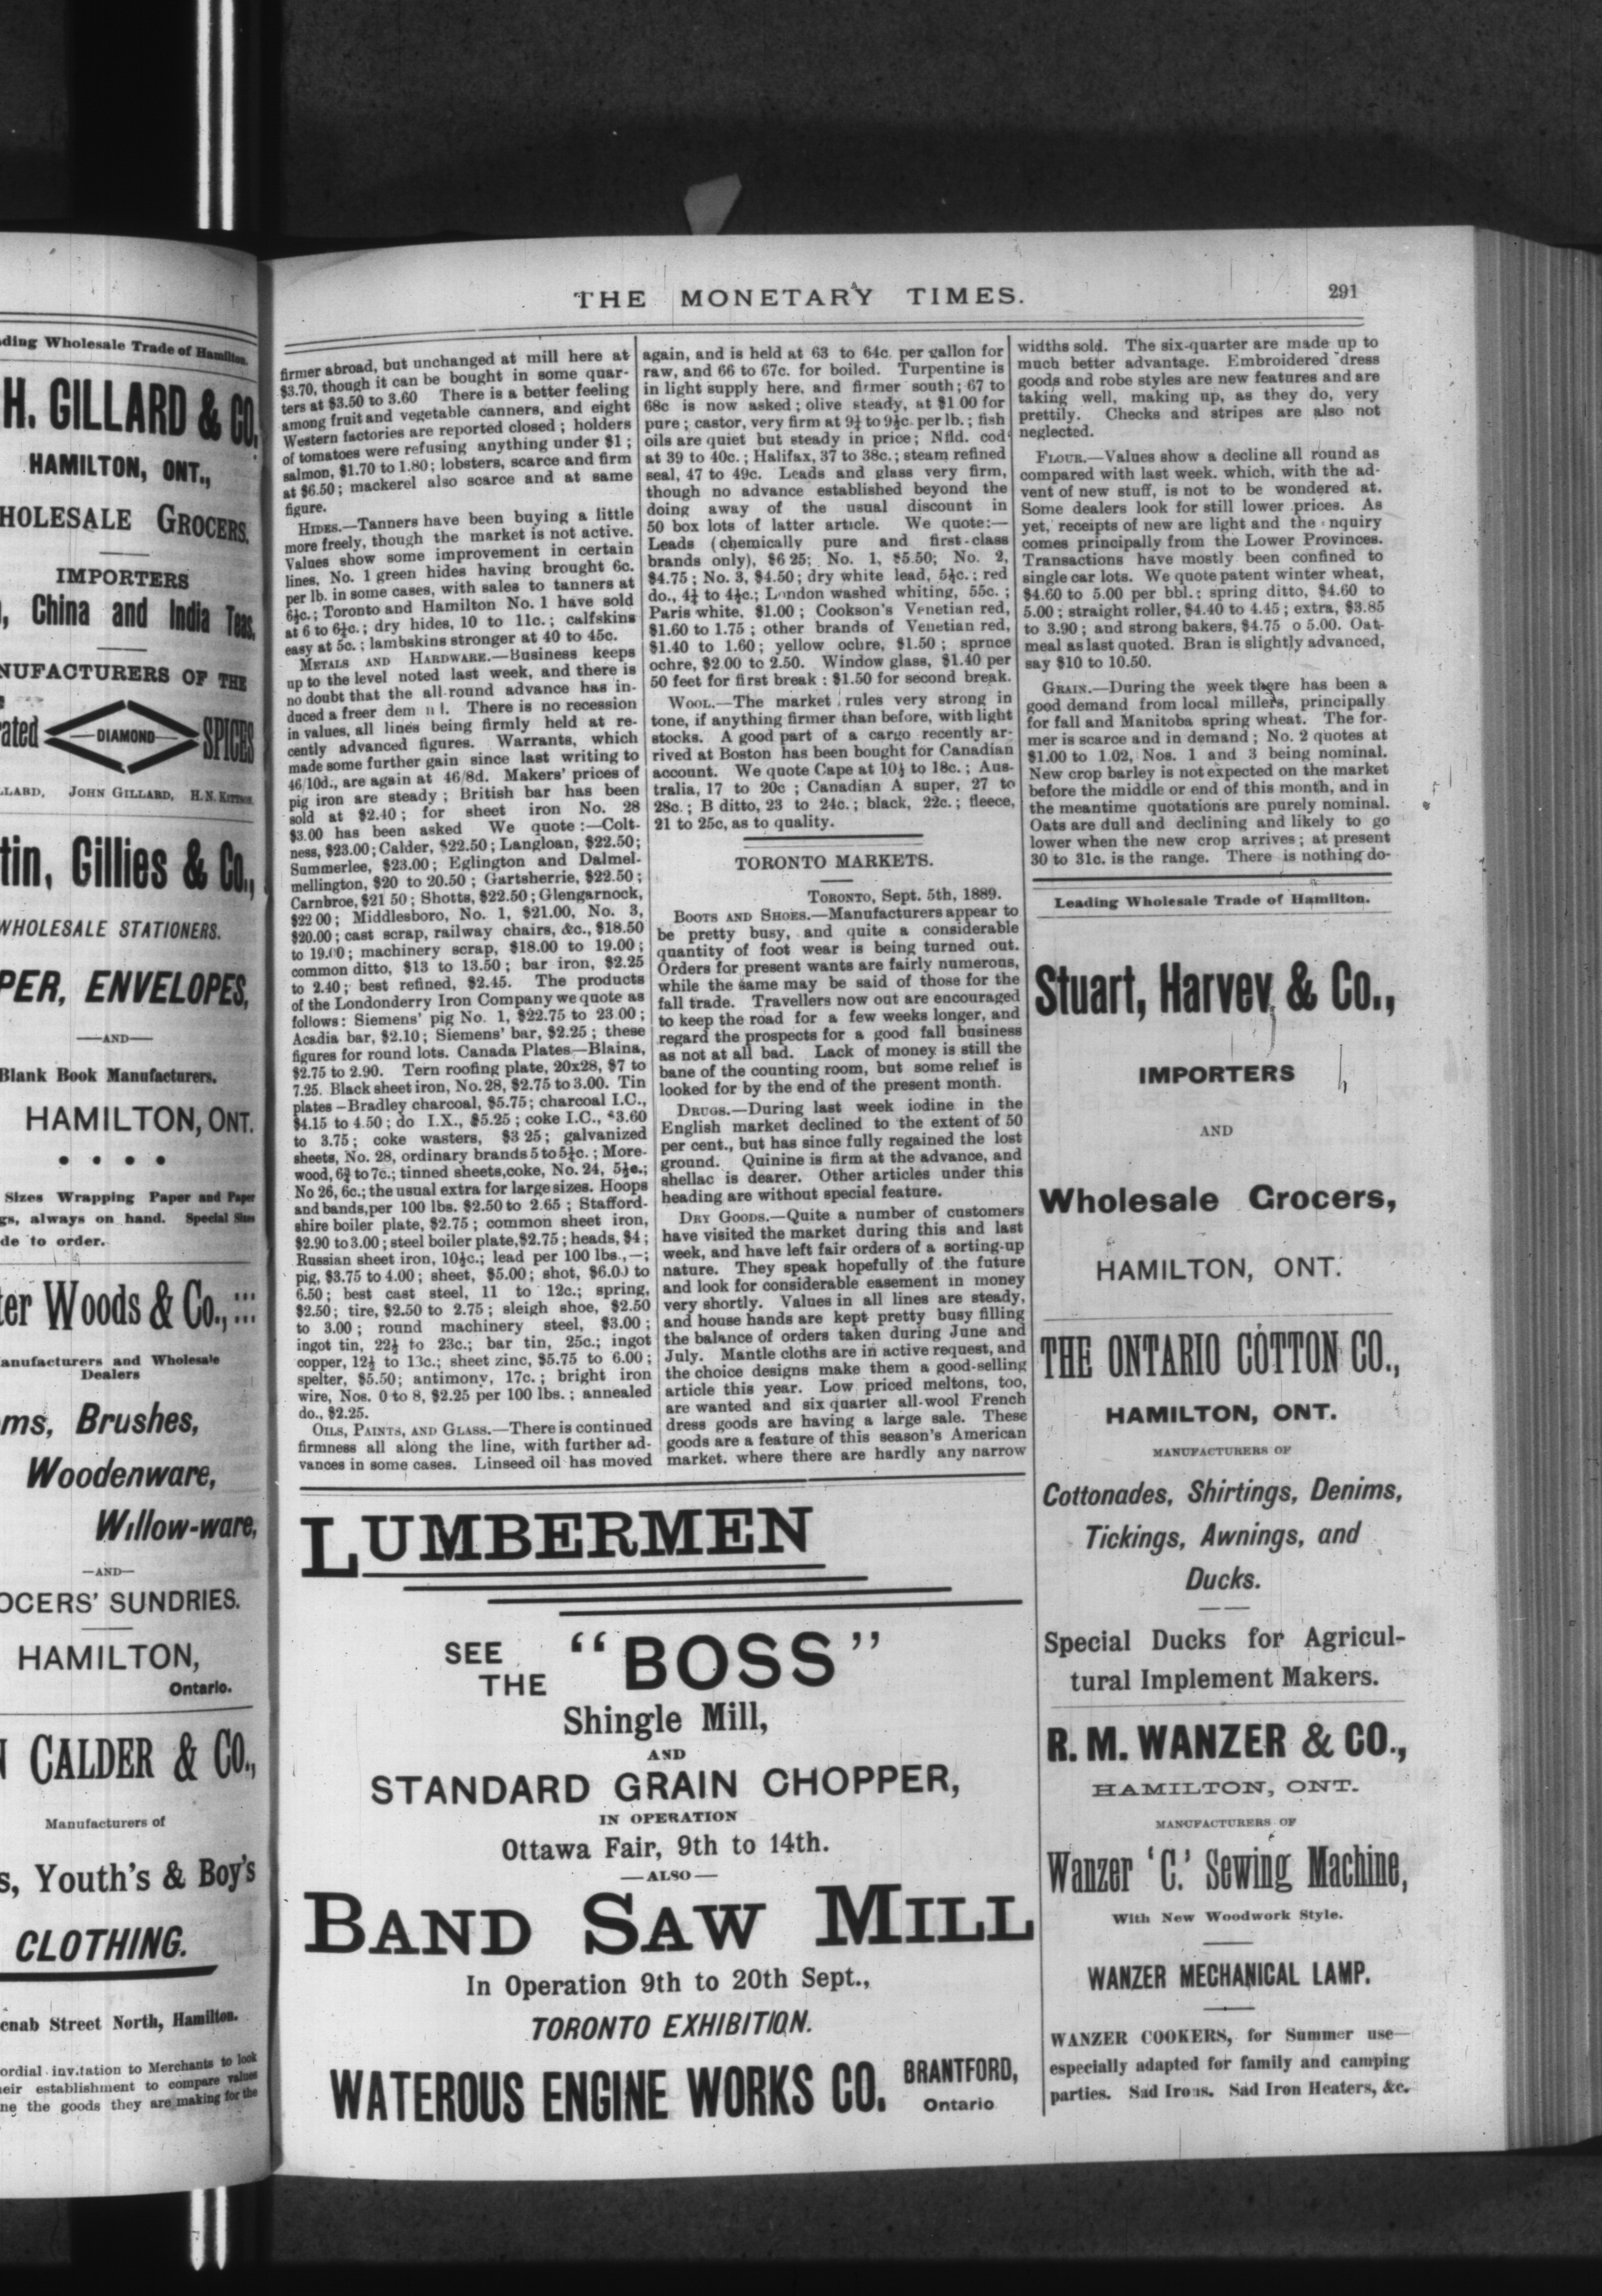 ding Wholesale Trade of Hamilton.
H. GILLARD & CO.
HAMILTON, ONT.,
HOLESALE GROCERS.
IMPORTERS
, China and India Teas.
NUFACTURERS OF THE
ated DIAMOND SPICES
LLARD, JOHN GILLARD, H. N. KITTSON.
tin, Gillies & Co.,
WHOLESALE STATIONERS.
PER, ENVELOPES,
—AND—
Blank Book Manufacturers.
HAMILTON, ONT.
Sizes Wrapping Paper and Paper
gs, always on hand. Special Sizes
de to order.
ter Woods & Co.,
anufacturers and Wholesale
Dealers
ms, Brushes,
Woodenware,
Willow-ware,
—AND—
OCERS' SUNDRIES.
HAMILTON,
Ontario.
N CALDER & CO.,
Manufacturers of
s, Youth's & Boy's
CLOTHING.
cnab Street North, Hamilton.
ordial invitation to Merchants to look
eir establishment to compare values
ne the goods they are making for the
THE MONETARY TIMES. 291
firmer abroad, but unchanged at mill here at
$3.70, though it can be bought in some quar-
ters at $3.50 to 3.60 There is a better feeling
among fruit and vegetable canners, and eight
Western factories are reported closed; holders
of tomatoes were refusing anything under $1;
salmon, $1.70 to 1.80; lobsters, scarce and firm
at $6.50; mackerel also scarce and at same
figure.
HIDES.—Tanners have been buying a little
more freely, though the market is not active.
Values show some improvement in certain
lines, No. 1 green hides having brought 6c.
per lb. in some cases, with sales to tanners at
6½c.; Toronto and Hamilton No. 1 have sold
at 6 to 6½c.; dry hides, 10 to 11c.; calfskins
easy at 5c.; lambskins stronger at 40 to 45c.
METALS AND HARDWARE.—Business keeps
up to the level noted last week, and there is
no doubt that the all-round advance has in-
duced a freer dem n l. There is no recession
in values, all lines being firmly held at re-
cently advanced figures. Warrants, which
made some further gain since last writing to
46/10d., are again at 46/8d. Makers' prices of
pig iron are steady; British bar has been
sold at $2.40; for sheet iron No. 28
$3.00 has been asked We quote:—Colt-
ness, $23.00; Calder, $22.50; Langloan, $22.50;
Summerlee, $23.00; Eglington and Dalmel-
mellington, $20 to 20.50; Gartsherrie, $22.50;
Carnbroe, $21 50; Shotts, $22.50; Glengarnock,
$22 00; Middlesboro, No. 1, $21.00, No. 3,
$20.00; cast scrap, railway chairs, &c., $18.50
to 19.00; machinery scrap, $18.00 to 19.00;
common ditto, $13 to 13.50; bar iron, $2.25
to 2.40; best refined, $2.45. The products
of the Londonderry Iron Company we quote as
follows: Siemens' pig No. 1, $22.75 to 23.00;
Acadia bar, $2.10; Siemens' bar, $2.25; these
figures for round lots. Canada Plates—Blaina,
$2.75 to 2.90. Tern roofing plate, 20x28, $7 to
7.25. Black sheet iron, No. 28, $2.75 to 3.00. Tin
plates—Bradley charcoal, $5.75; charcoal I.C.,
$4.15 to 4.50; do I.X., $5.25; coke I.C., $3.60
to 3.75; coke wasters, $3 25; galvanized
sheets, No. 28, ordinary brands 5 to 5½c.; More-
wood, 6¾ to 7c.; tinned sheets, coke, No. 24, 5½c.;
No 26, 6c.; the usual extra for large sizes. Hoops
and bands, per 100 lbs. $2.50 to 2.65; Stafford-
shire boiler plate, $2.75; common sheet iron,
$2.90 to 3.00; steel boiler plate, $2.75; heads, $4;
Russian sheet iron, 10½c.; lead per 100 lbs.,—;
pig, $3.75 to 4.00; sheet, $5.00; shot, $6.00 to
6.50; best cast steel, 11 to 12c.; spring,
$2.50; tire, $2.50 to 2.75; sleigh shoe, $2.50
to 3.00; round machinery steel, $3.00;
ingot tin, 22½ to 23c.; bar tin, 25c.; ingot
copper, 12½ to 13c.; sheet zinc, $5.75 to 6.00;
spelter, $5.50; antimony, 17c.; bright iron
wire, Nos. 0 to 8, $2.25 per 100 lbs.; annealed
do., $2.25.
OILS, PAINTS, AND GLASS.—There is continued
firmness all along the line, with further ad-
vances in some cases. Linseed oil has moved
again, and is held at 63 to 64c. per gallon for
raw, and 66 to 67c. for boiled. Turpentine is
in light supply here, and firmer south; 67 to
68c is now asked; olive steady, at $1 00 for
pure; castor, very firm at 9¼ to 9½c. per lb.; fish
oils are quiet but steady in price; Nfld. cod
at 39 to 40c.; Halifax, 37 to 38c.; steam refined
seal, 47 to 49c. Leads and glass very firm,
though no advance established beyond the
doing away of the usual discount in
50 box lots of latter article. We quote:—
Leads (chemically pure and first-class
brands only), $6 25; No. 1, $5.50; No. 2,
$4.75; No. 3, $4.50; dry white lead, 5½c.; red
do., 4¼ to 4½c.; London washed whiting, 55c.;
Paris white, $1.00; Cookson's Venetian red,
$1.60 to 1.75; other brands of Venetian red,
$1.40 to 1.60; yellow ochre, $1.50; spruce
ochre, $2.00 to 2.50. Window glass, $1.40 per
50 feet for first break: $1.50 for second break.
WOOL.—The market rules very strong in
tone, if anything firmer than before, with light
stocks. A good part of a cargo recently ar-
rived at Boston has been bought for Canadian
account. We quote Cape at 10½ to 18c.; Aus-
tralia, 17 to 20c; Canadian A super, 27 to
28c.; B ditto, 23 to 24c.; black, 22c.; fleece,
21 to 25c, as to quality.
TORONTO MARKETS.
TORONTO, Sept. 5th, 1889.
BOOTS AND SHOES.—Manufacturers appear to
be pretty busy, and quite a considerable
quantity of foot wear is being turned out.
Orders for present wants are fairly numerous,
while the same may be said of those for the
fall trade. Travellers now out are encouraged
to keep the road for a few weeks longer, and
regard the prospects for a good fall business
as not at all bad. Lack of money is still the
bane of the counting room, but some relief is
looked for by the end of the present month.
DRUGS.—During last week iodine in the
English market declined to the extent of 50
per cent., but has since fully regained the lost
ground. Quinine is firm at the advance, and
shellac is dearer. Other articles under this
heading are without special feature.
DRY GOODS.—Quite a number of customers
have visited the market during this and last
week, and have left fair orders of a sorting-up
nature. They speak hopefully of the future
and look for considerable easement in money
very shortly. Values in all lines are steady,
and house hands are kept pretty busy filling
the balance of orders taken during June and
July. Mantle cloths are in active request, and
the choice designs make them a good-selling
article this year. Low priced meltons, too,
are wanted and six quarter all-wool French
dress goods are having a large sale. These
goods are a feature of this season's American
market. where there are hardly any narrow
widths sold. The six-quarter are made up to
much better advantage. Embroidered dress
goods and robe styles are new features and are
taking well, making up, as they do, very
prettily. Checks and stripes are also not
neglected.
FLOUR.—Values show a decline all round as
compared with last week. which, with the ad-
vent of new stuff, is not to be wondered at.
Some dealers look for still lower prices. As
yet, receipts of new are light and the nquiry
comes principally from the Lower Provinces.
Transactions have mostly been confined to
single car lots. We quote patent winter wheat,
$4.60 to 5.00 per bbl.: spring ditto, $4.60 to
5.00; straight roller, $4.40 to 4.45; extra, $3.85
to 3.90; and strong bakers, $4.75 o 5.00. Oat-
meal as last quoted. Bran is slightly advanced,
say $10 to 10.50.
GRAIN.—During the week there has been a
good demand from local millers, principally
for fall and Manitoba spring wheat. The for-
mer is scarce and in demand; No. 2 quotes at
$1.00 to 1.02, Nos. 1 and 3 being nominal.
New crop barley is not expected on the market
before the middle or end of this month, and in
the meantime quotations are purely nominal.
Oats are dull and declining and likely to go
lower when the new crop arrives; at present
30 to 31c. is the range. There is nothing do-
Leading Wholesale Trade of Hamilton.
Stuart, Harvey & Co.,
IMPORTERS
AND
Wholesale Grocers,
HAMILTON, ONT.
THE ONTARIO COTTON CO.,
HAMILTON, ONT.
MANUFACTURERS OF
Cottonades, Shirtings, Denims,
Tickings, Awnings, and
Ducks.
Special Ducks for Agricul-
tural Implement Makers.
R. M. WANZER & CO.,
HAMILTON, ONT.
MANUFACTURERS OF
Wanzer 'C.' Sewing Machine,
With New Woodwork Style.
WANZER MECHANICAL LAMP.
WANZER COOKERS, for Summer use—
especially adapted for family and camping
parties. Sad Irons. Sad Iron Heaters, &c.
LUMBERMEN
SEE THE "BOSS"
Shingle Mill,
AND
STANDARD GRAIN CHOPPER,
IN OPERATION
Ottawa Fair, 9th to 14th.
—ALSO—
BAND SAW MILL
In Operation 9th to 20th Sept.,
TORONTO EXHIBITION.
WATEROUS ENGINE WORKS CO. BRANTFORD,
Ontario